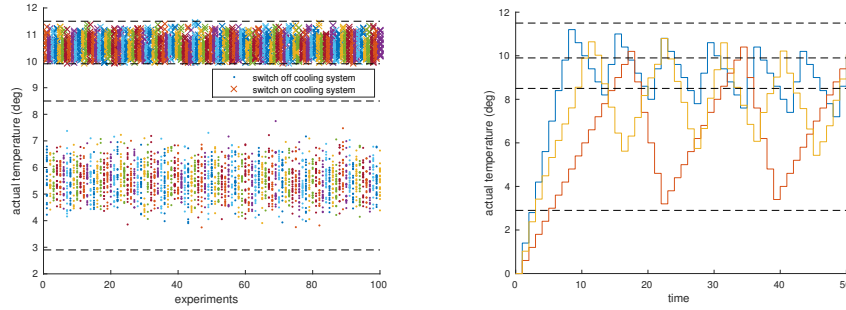 12
11
10
9
8
7
6
5
4
3
2
actual temperature (deg)
switch off cooling system
switch on cooling system
0 20 40 60 80 100
experiments
12
10
8
6
4
2
0
actual temperature (deg)
0 10 20 30 40 50
time